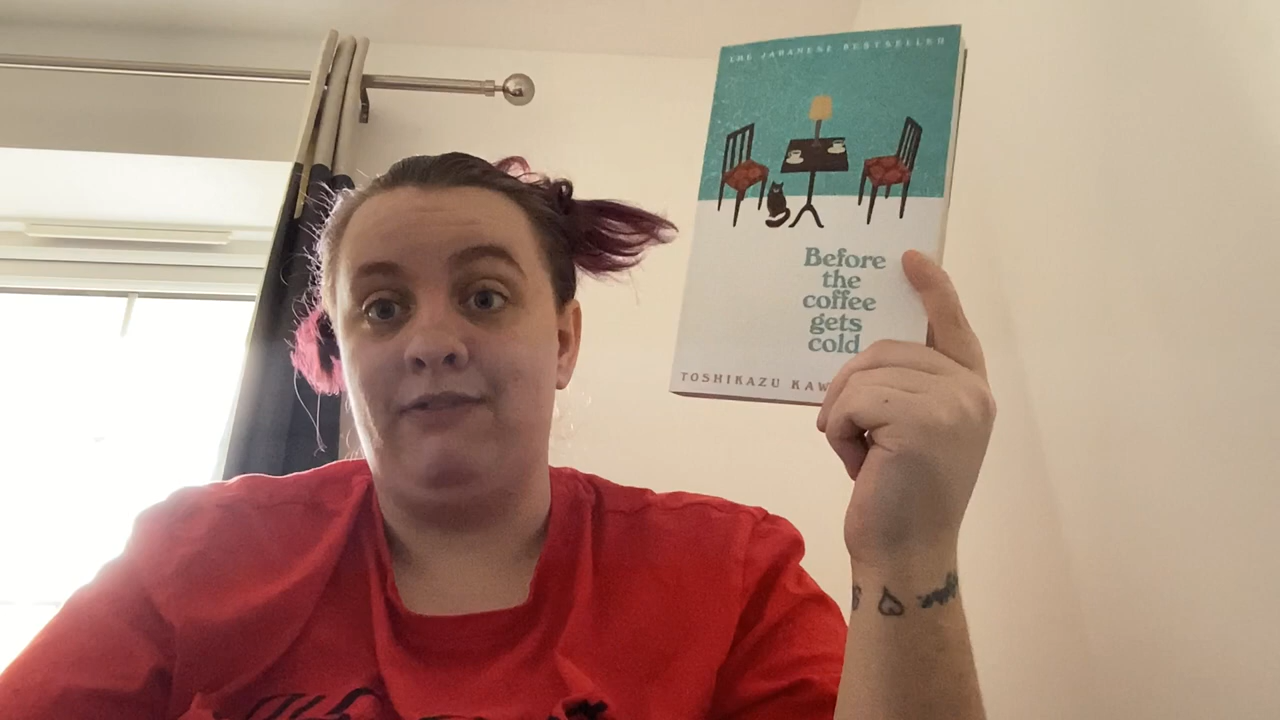 THE JAPANESE BESTSELLER
Before
the
coffee
gets
cold
TOSHIKAZU KAW